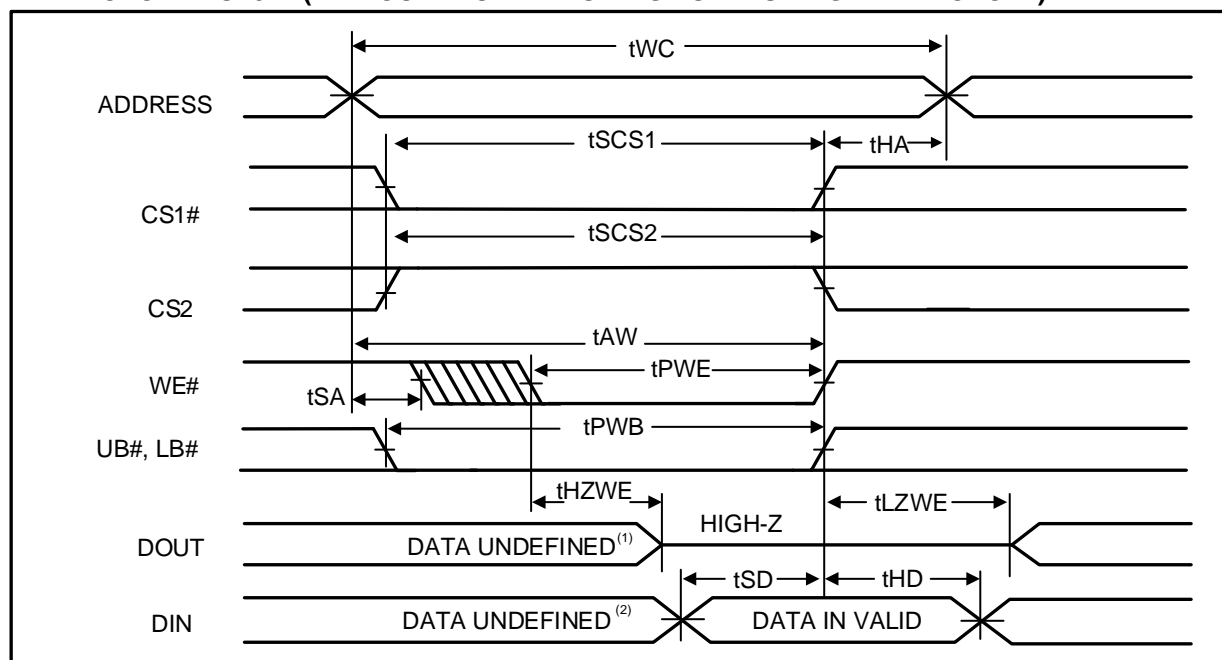 tWC
ADDRESS
tSCS1
tHA
CS1#
tSCS2
CS2
tAW
WE#
tPWE
tSA
tPWB
UB#, LB#
tHZWE
tLZWE
HIGH-Z
DOUT
DATA UNDEFINED(1)
tSD
tHD
DIN
DATA UNDEFINED (2)
DATA IN VALID